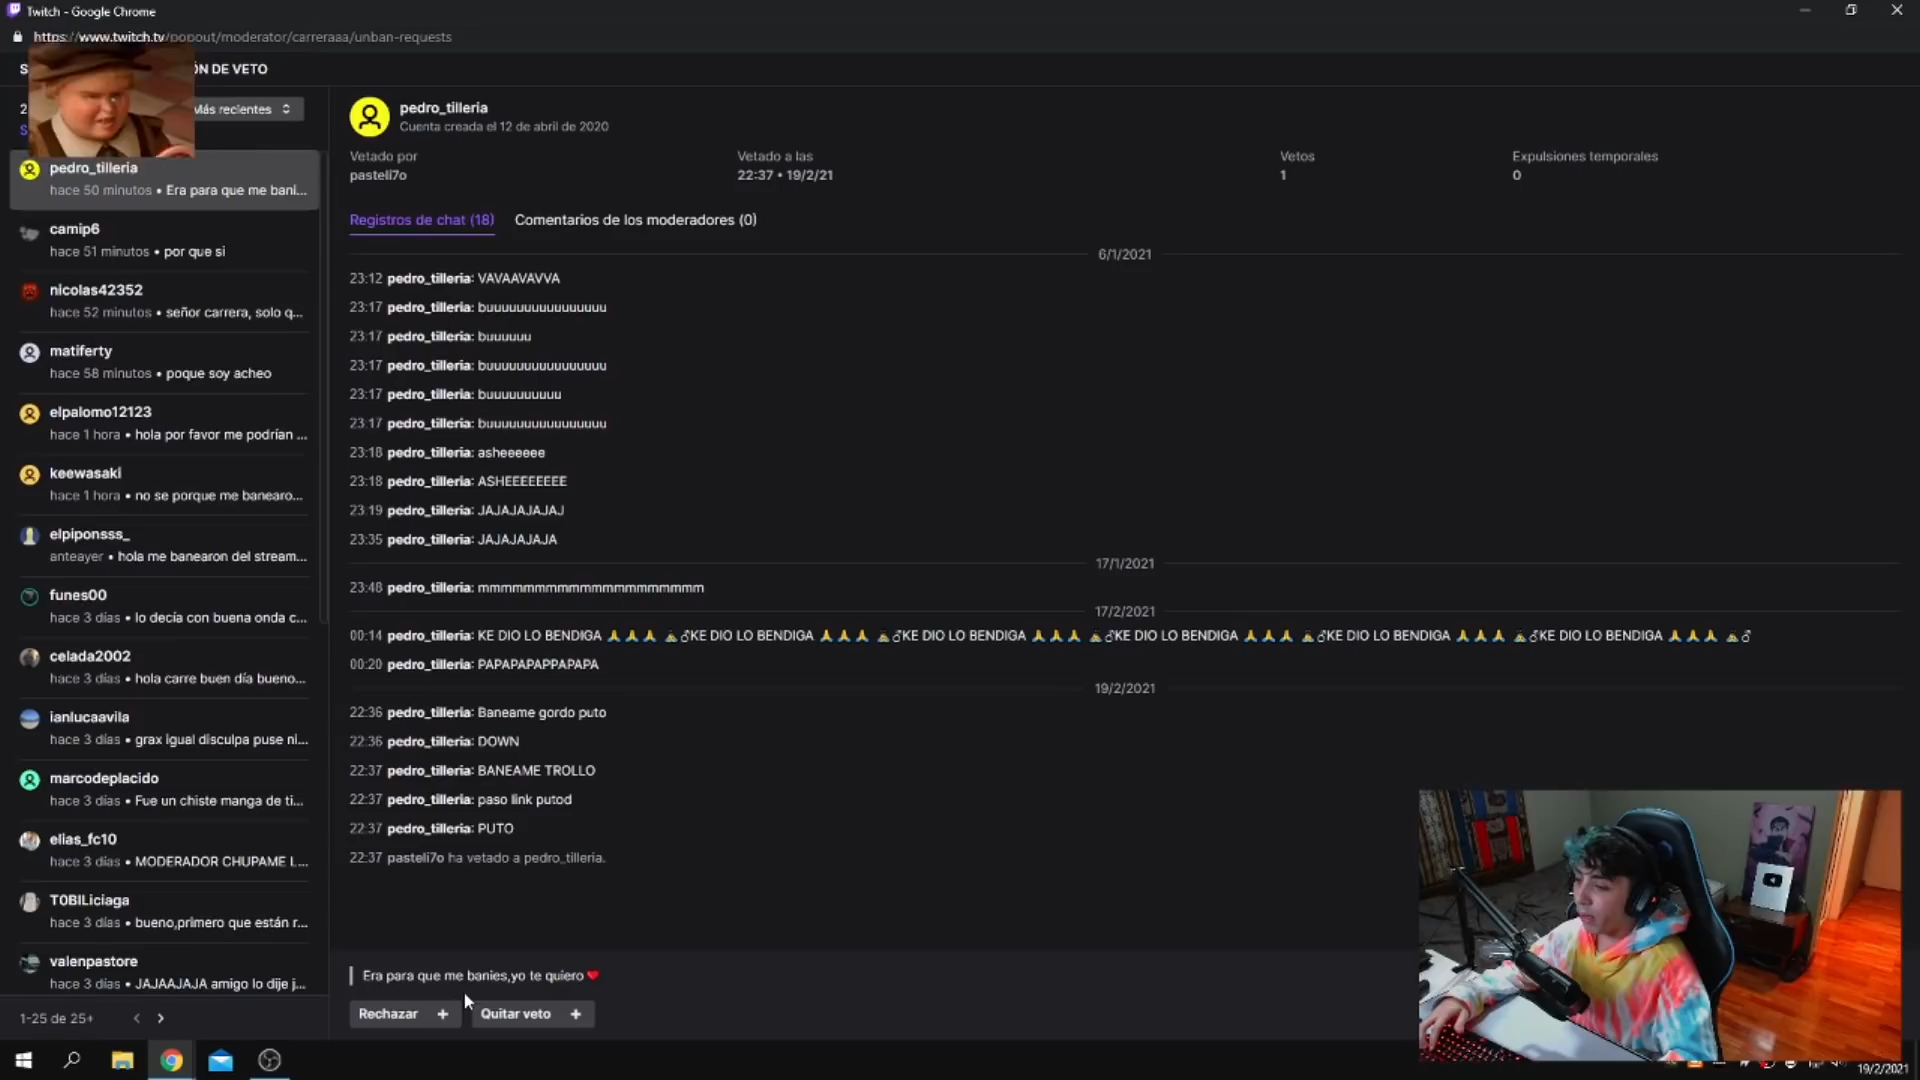 Twitch - Google Chrome
https://www.twitch.tv/popout/moderator/carreraaa/unban-requests
ÓN DE VETO
Más recientes
pedro_tilleria
hace 50 minutos • Era para que me bani...
camip6
hace 51 minutos • por que si
nicolas42352
hace 52 minutos • señor carrera, solo q...
matiferty
hace 58 minutos • poque soy acheo
elpalomo12123
hace 1 hora • hola por favor me podrían ...
keewasaki
hace 1 hora • no se porque me banearo...
elpiponsss_
anteayer • hola me banearon del stream...
funes00
hace 3 días • lo decía con buena onda c...
celada2002
hace 3 días • hola carre buen día bueno...
ianlucaavila
hace 3 días • grax igual disculpa puse ni...
marcodeplacido
hace 3 días • Fue un chiste manga de ti...
elias_fc10
hace 3 días • MODERADOR CHUPAME L...
T0BILiciaga
hace 3 días • bueno,primero que están r...
valenpastore
hace 3 días • JAJAAJAJA amigo lo dije j...
1-25 de 25+
pedro_tilleria
Cuenta creada el 12 de abril de 2020
Vetado por
pasteli7o
Vetado a las
22:37 • 19/2/21
Vetos
1
Expulsiones temporales
0
Registros de chat (18)
Comentarios de los moderadores (0)
6/1/2021
23:12 pedro_tilleria: VAVAAVAVVA
23:17 pedro_tilleria: buuuuuuuuuuuuuuuu
23:17 pedro_tilleria: buuuuuu
23:17 pedro_tilleria: buuuuuuuuuuuuuuuu
23:17 pedro_tilleria: buuuuuuuuuu
23:17 pedro_tilleria: buuuuuuuuuuuuuuuu
23:18 pedro_tilleria: asheeeeee
23:18 pedro_tilleria: ASHEEEEEEEE
23:19 pedro_tilleria: JAJAJAJAJAJ
23:35 pedro_tilleria: JAJAJAJAJA
17/1/2021
23:48 pedro_tilleria: mmmmmmmmmmmmmmmmmmmm
17/2/2021
00:14 pedro_tilleria: KE DIO LO BENDIGA 🙏🙏🙏 🙇♂KE DIO LO BENDIGA 🙏🙏🙏 🙇♂KE DIO LO BENDIGA 🙏🙏🙏 🙇♂KE DIO LO BENDIGA 🙏🙏🙏 🙇♂KE DIO LO BENDIGA 🙏🙏🙏 🙇♂KE DIO LO BENDIGA 🙏🙏🙏 🙇♂
00:20 pedro_tilleria: PAPAPAPAPPAPAPA
19/2/2021
22:36 pedro_tilleria: Baneame gordo puto
22:36 pedro_tilleria: DOWN
22:37 pedro_tilleria: BANEAME TROLLO
22:37 pedro_tilleria: paso link putod
22:37 pedro_tilleria: PUTO
22:37 pasteli7o ha vetado a pedro_tilleria.
Era para que me banies,yo te quiero ❤
Rechazar +
Quitar veto +
19/2/2021